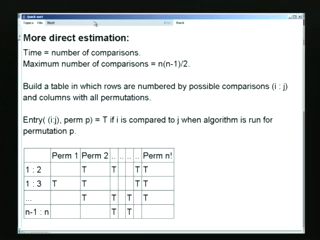 Quick sort
More direct estimation:
Time = number of comparisons.
Maximum number of comparisons = n(n-1)/2.
Build a table in which rows are numbered by possible comparisons (i : j)
and columns with all permutations.
Entry( (i:j), perm p) = T if i is compared to j when algorithm is run for
permutation p.
Perm 1 Perm 2 .. .. .. .. Perm n!
1 : 2 T T T T
1 : 3 T T T T
... T T T T
n-1 : n T T